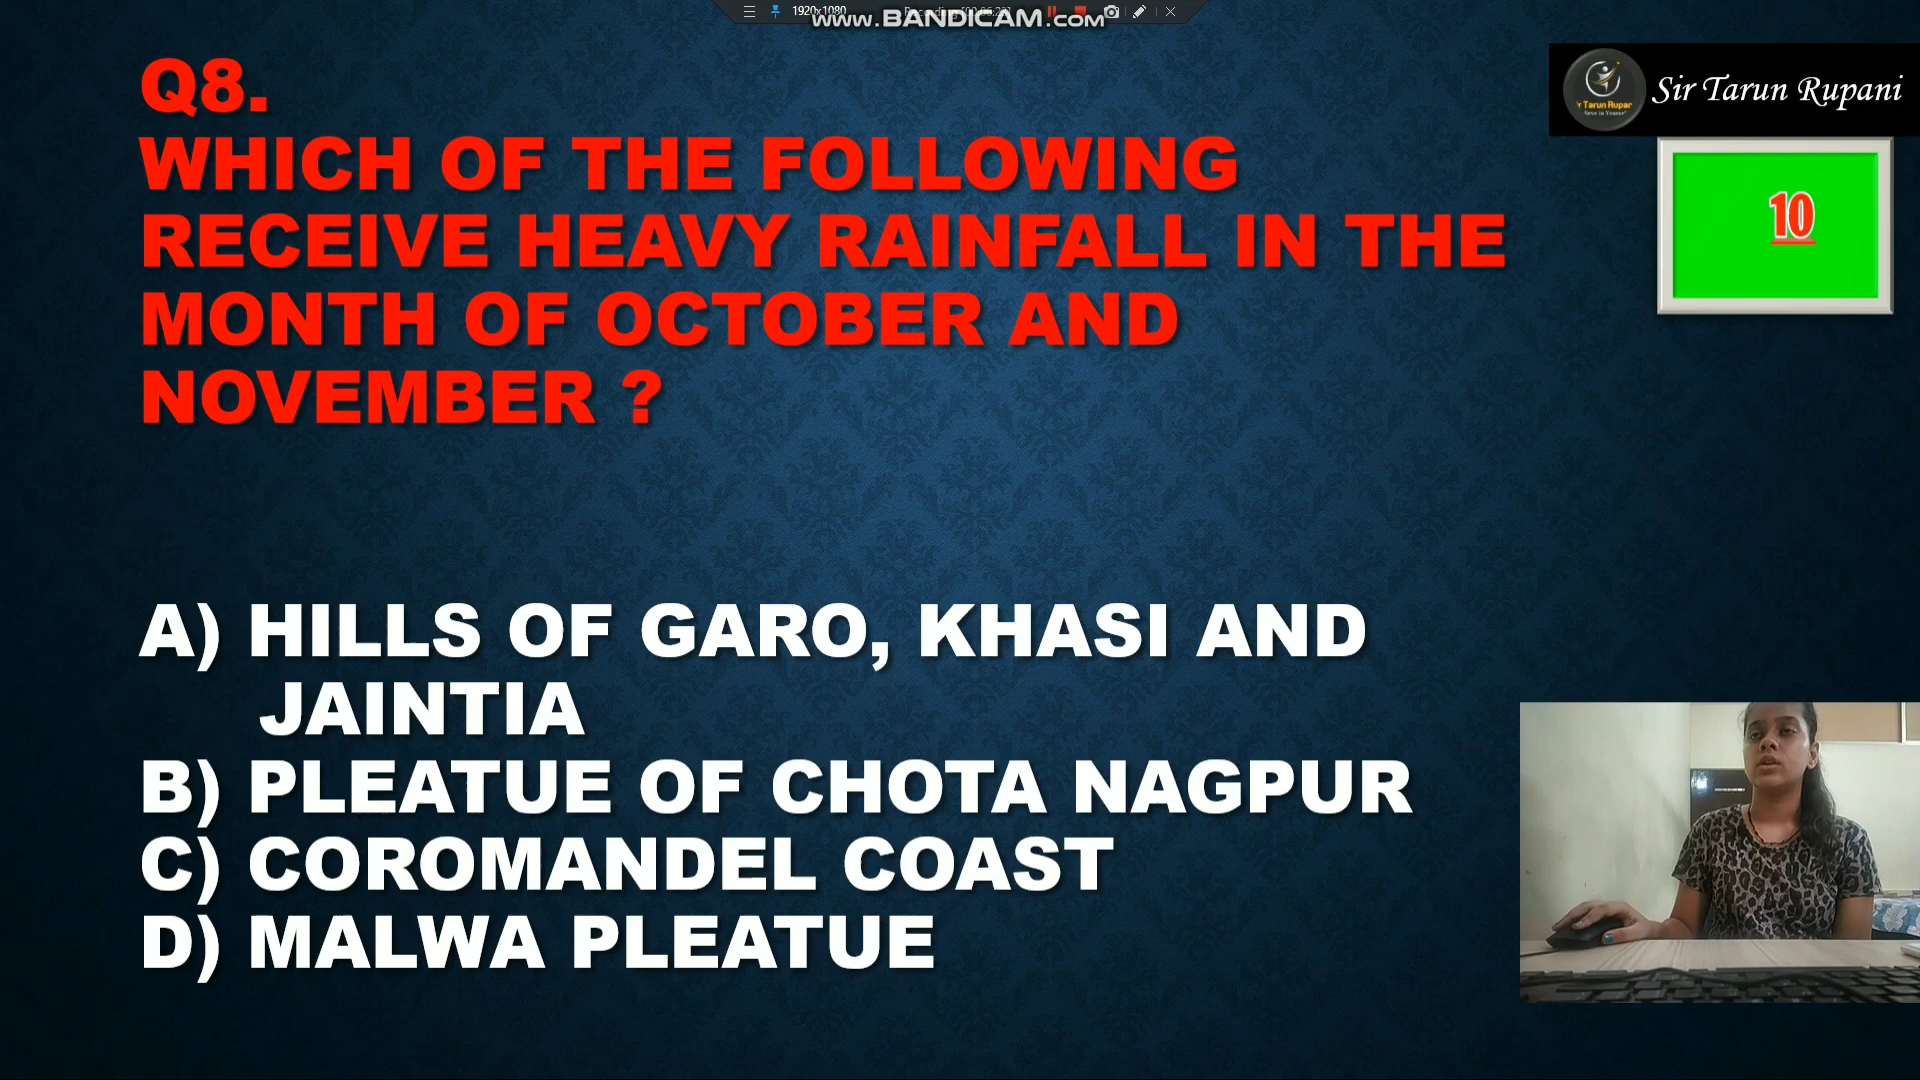 1920x1080
www.BANDICAM.com
Q8.
WHICH OF THE FOLLOWING
RECEIVE HEAVY RAINFALL IN THE
MONTH OF OCTOBER AND
NOVEMBER ?
Sir Tarun Rupani
10
A) HILLS OF GARO, KHASI AND
JAINTIA
B) PLEATUE OF CHOTA NAGPUR
C) COROMANDEL COAST
D) MALWA PLEATUE